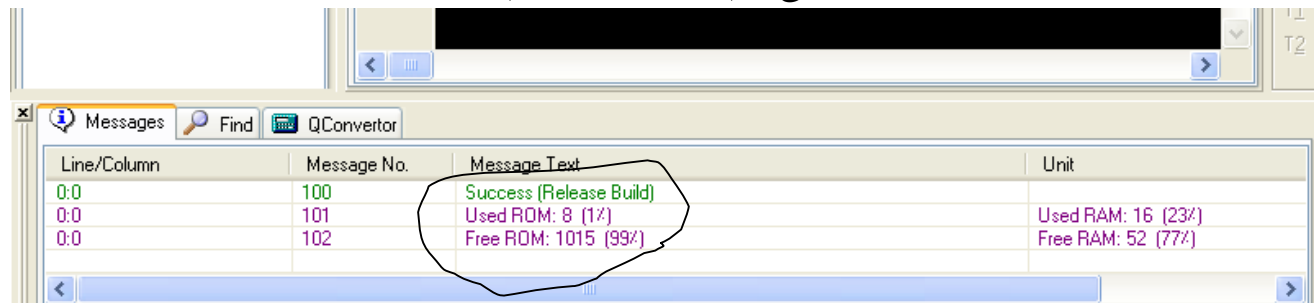 T1
T2
Messages Find QConvertor
Line/Column Message No. Message Text Unit
0:0 100 Success (Release Build)
0:0 101 Used ROM: 8 (1%) Used RAM: 16 (23%)
0:0 102 Free ROM: 1015 (99%) Free RAM: 52 (77%)